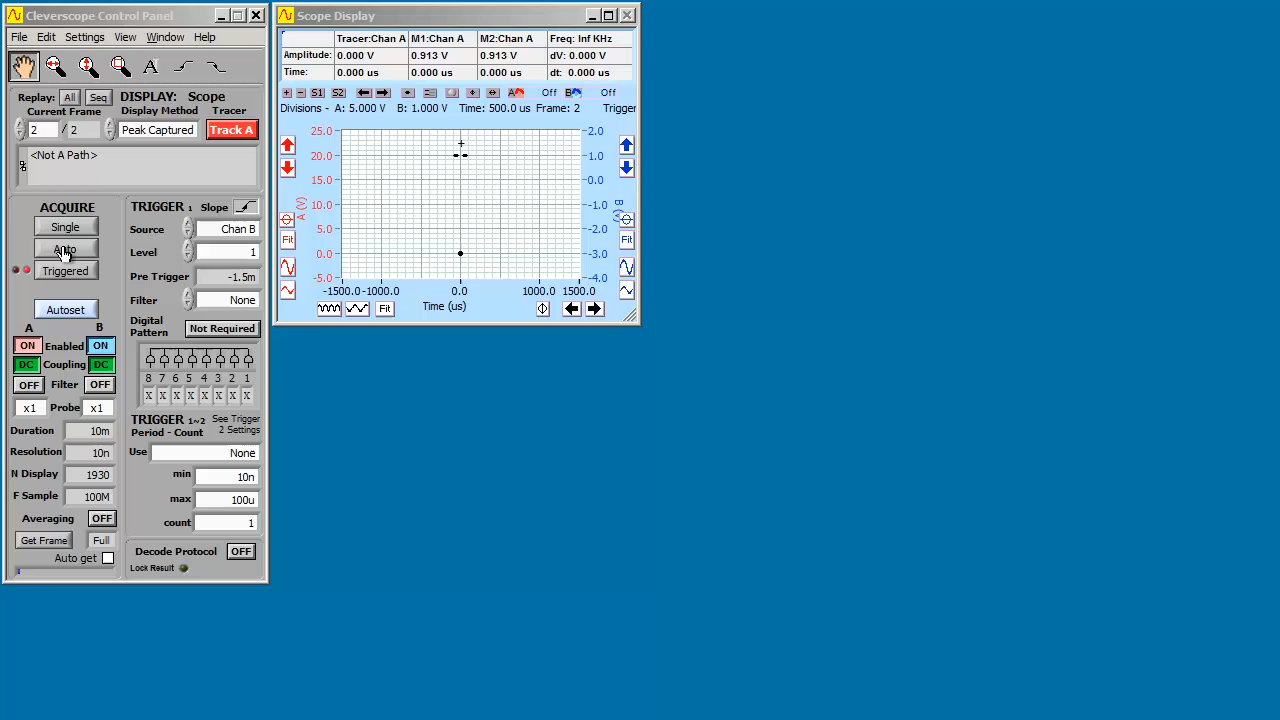 Cleverscope Control Panel
File Edit Settings View Window Help
A
Replay: All Seq DISPLAY: Scope
Current Frame Display Method Tracer
2 / 2 Peak Captured Track A
<Not A Path>
ACQUIRE
Single
Auto
Triggered
Autoset
A B
ON Enabled ON
DC Coupling DC
OFF Filter OFF
x1 Probe x1
Duration 10m
Resolution 10n
N Display 1930
F Sample 100M
Averaging OFF
Get Frame Full
Auto get
TRIGGER 1 Slope
Source Chan B
Level 1
Pre Trigger -1.5m
Filter None
Digital
Pattern Not Required
8 7 6 5 4 3 2 1
X X X X X X X X
TRIGGER 1~2 See Trigger
Period - Count 2 Settings
Use None
min 10n
max 100u
count 1
Decode Protocol OFF
Lock Result
Scope Display
Tracer:Chan A M1:Chan A M2:Chan A Freq: Inf KHz
Amplitude: 0.000 V 0.913 V 0.913 V dV: 0.000 V
Time: 0.000 us 0.000 us 0.000 us dt: 0.000 us
S1 S2 A Off B Off
Divisions - A: 5.000 V B: 1.000 V Time: 500.0 us Frame: 2 Trigger
25.0 2.0
20.0 1.0
15.0 0.0
10.0 -1.0
5.0 -2.0
0.0 -3.0
-5.0 -4.0
A (V)
B (V)
Fit Fit
-1500.0 -1000.0 0.0 1000.0 1500.0
Fit Time (us)